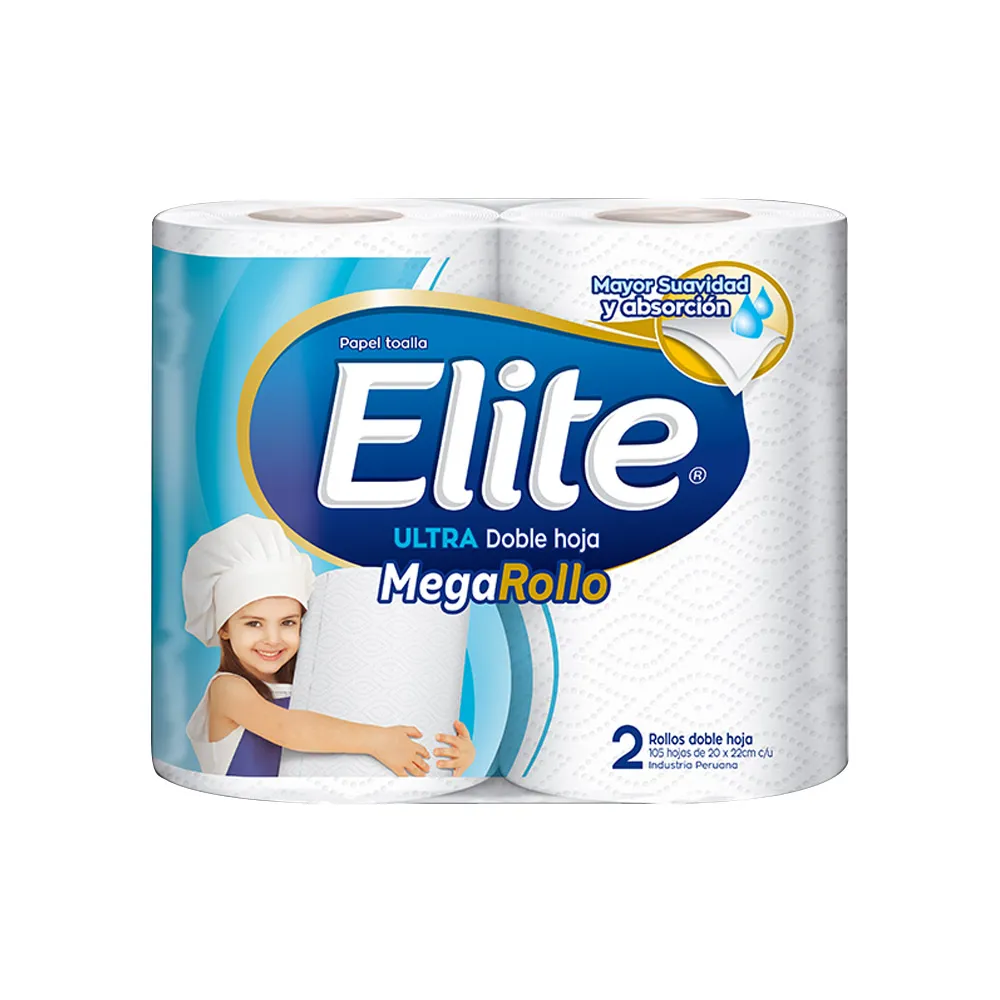 Mayor Suavidad
y absorción
Papel toalla
Elite®
ULTRA Doble hoja
MegaRollo
2 Rollos doble hoja
105 hojas de 20 x 22cm c/u
Industria Peruana